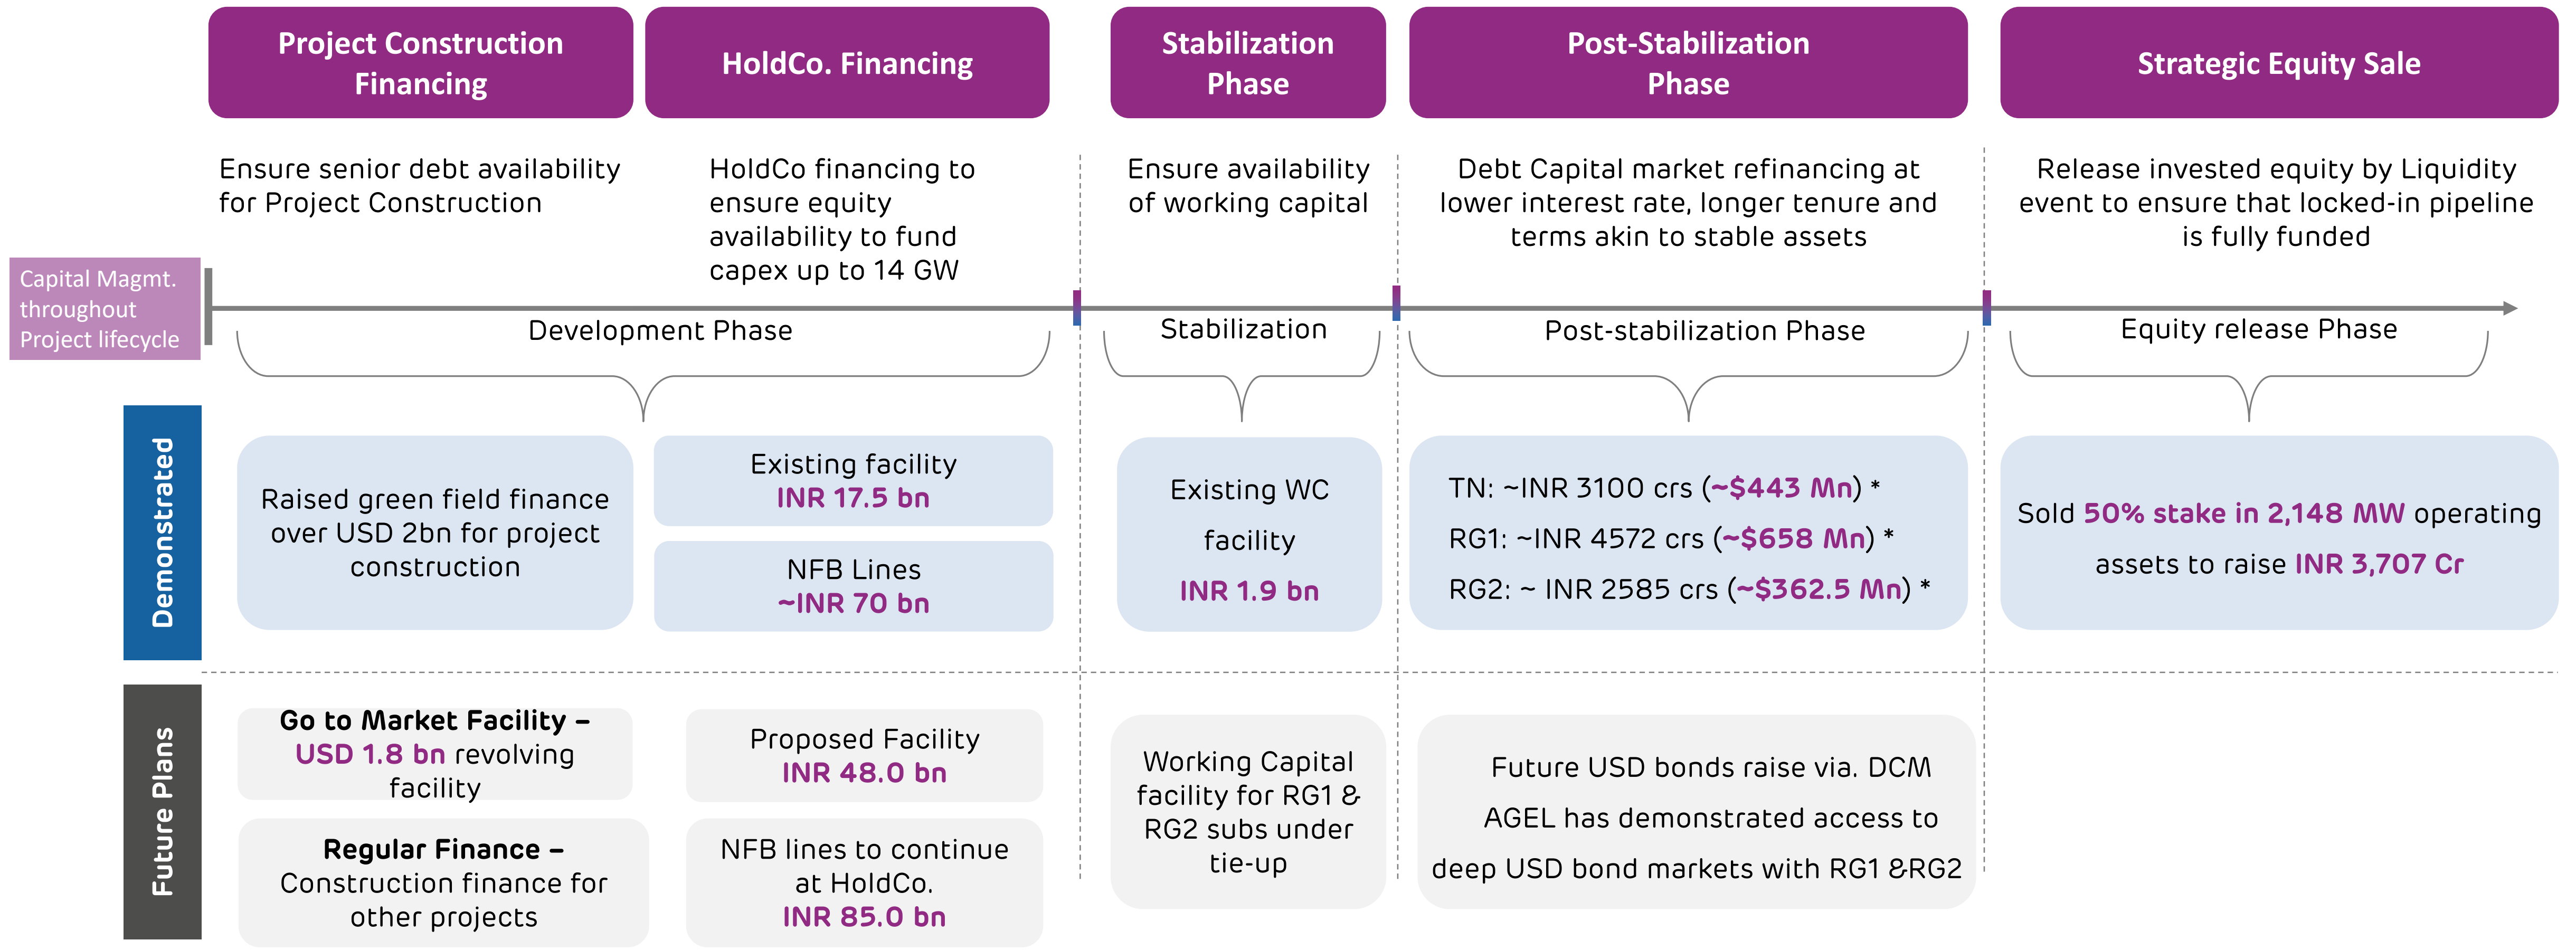 Project Construction
Financing
HoldCo. Financing
Stabilization
Phase
Post-Stabilization
Phase
Strategic Equity Sale
Ensure senior debt availability
for Project Construction
HoldCo financing to
ensure equity
availability to fund
capex up to 14 GW
Ensure availability
of working capital
Debt Capital market refinancing at
lower interest rate, longer tenure and
terms akin to stable assets
Release invested equity by Liquidity
event to ensure that locked-in pipeline
is fully funded
Capital Magmt.
throughout
Project lifecycle
Development Phase
Stabilization
Post-stabilization Phase
Equity release Phase
Demonstrated
Raised green field finance
over USD 2bn for project
construction
Existing facility
INR 17.5 bn
NFB Lines
~INR 70 bn
Existing WC
facility
INR 1.9 bn
TN: ~INR 3100 crs (~$443 Mn) *
RG1: ~INR 4572 crs (~$658 Mn) *
RG2: ~ INR 2585 crs (~$362.5 Mn) *
Sold 50% stake in 2,148 MW operating
assets to raise INR 3,707 Cr
Future Plans
Go to Market Facility –
USD 1.8 bn revolving
facility
Regular Finance –
Construction finance for
other projects
Proposed Facility
INR 48.0 bn
NFB lines to continue
at HoldCo.
INR 85.0 bn
Working Capital
facility for RG1 &
RG2 subs under
tie-up
Future USD bonds raise via. DCM
AGEL has demonstrated access to
deep USD bond markets with RG1 &RG2